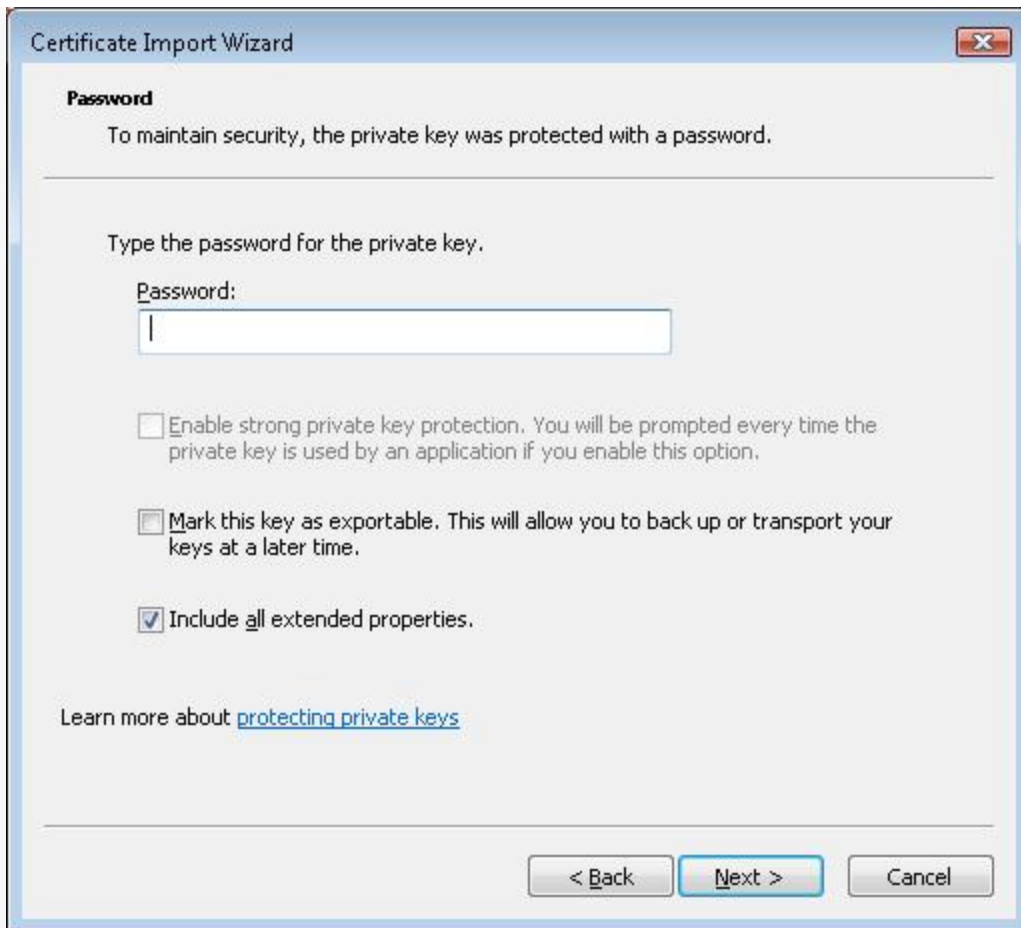 Certificate Import Wizard
Password
To maintain security, the private key was protected with a password.
Type the password for the private key.
Password:
Enable strong private key protection. You will be prompted every time the
private key is used by an application if you enable this option.
Mark this key as exportable. This will allow you to back up or transport your
keys at a later time.
Include all extended properties.
Learn more about protecting private keys
< Back Next > Cancel